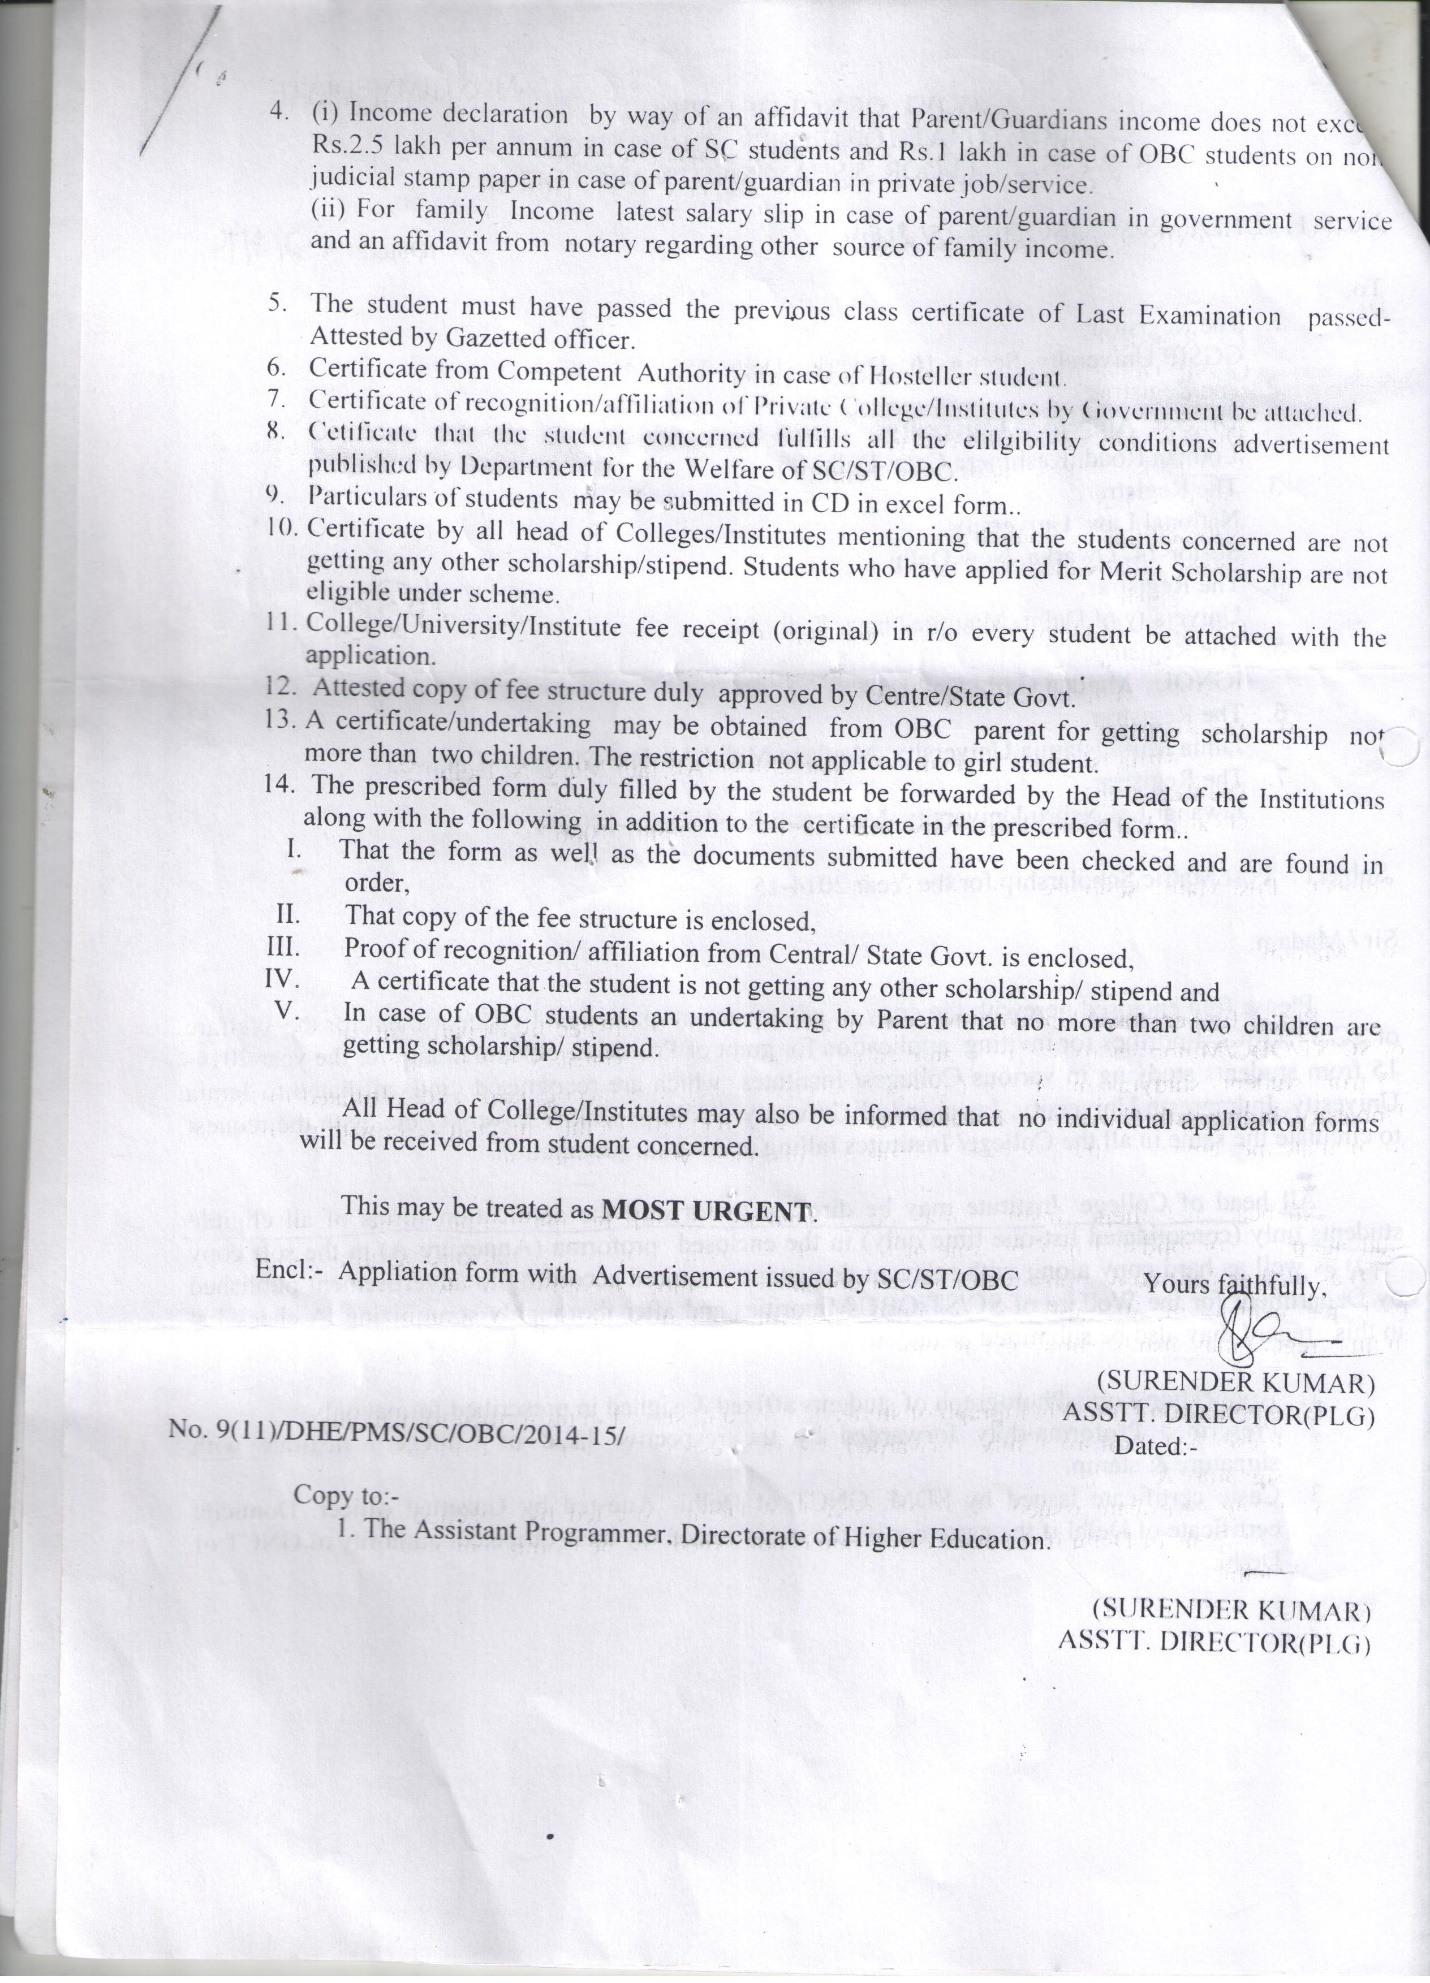 4. (i) Income declaration by way of an affidavit that Parent/Guardians income does not
Rs.2.5 lakh per annum in case of SC students and Rs.1 lakh in case of OBC students on
judicial stamp paper in case of parent/guardian in private job/service.
(ii) For family Income latest salary slip in case of parent/guardian in government service
and an affidavit from notary regarding other source of family income.
5. The student must have passed the previous class certificate of Last Examination passed-
Attested by Gazetted officer.
6. Certificate from Competent Authority in case of Hosteller student.
7. Certificate of recognition/affiliation of Private College/Institutes by Government be attached.
8. Cetificate that the student concerned fulfills all the elilgibility conditions advertisement
published by Department for the Welfare of SC/ST/OBC.
9. Particulars of students may be submitted in CD in excel form..
10. Certificate by all head of Colleges/Institutes mentioning that the students concerned are not
getting any other scholarship/stipend. Students who have applied for Merit Scholarship are not
eligible under scheme.
11. College/University/Institute fee receipt (original) in r/o every student be attached with the
application.
12. Attested copy of fee structure duly approved by Centre/State Govt.
13. A certificate/undertaking may be obtained from OBC parent for getting scholarship not
more than two children. The restriction not applicable to girl student.
14. The prescribed form duly filled by the student be forwarded by the Head of the Institutions
along with the following in addition to the certificate in the prescribed form..
I. That the form as well as the documents submitted have been checked and are found in
order,
II. That copy of the fee structure is enclosed,
III. Proof of recognition/ affiliation from Central/ State Govt. is enclosed,
IV. A certificate that the student is not getting any other scholarship/ stipend and
V. In case of OBC students an undertaking by Parent that no more than two children are
getting scholarship/ stipend.
All Head of College/Institutes may also be informed that no individual application forms
will be received from student concerned.
This may be treated as MOST URGENT.
Encl:- Appliation form with Advertisement issued by SC/ST/OBC Yours faithfully,
(SURENDER KUMAR)
ASSTT. DIRECTOR(PLG)
No. 9(11)/DHE/PMS/SC/OBC/2014-15/ Dated:-
Copy to:-
1. The Assistant Programmer, Directorate of Higher Education.
(SURENDER KUMAR)
ASSTT. DIRECTOR(PLG)